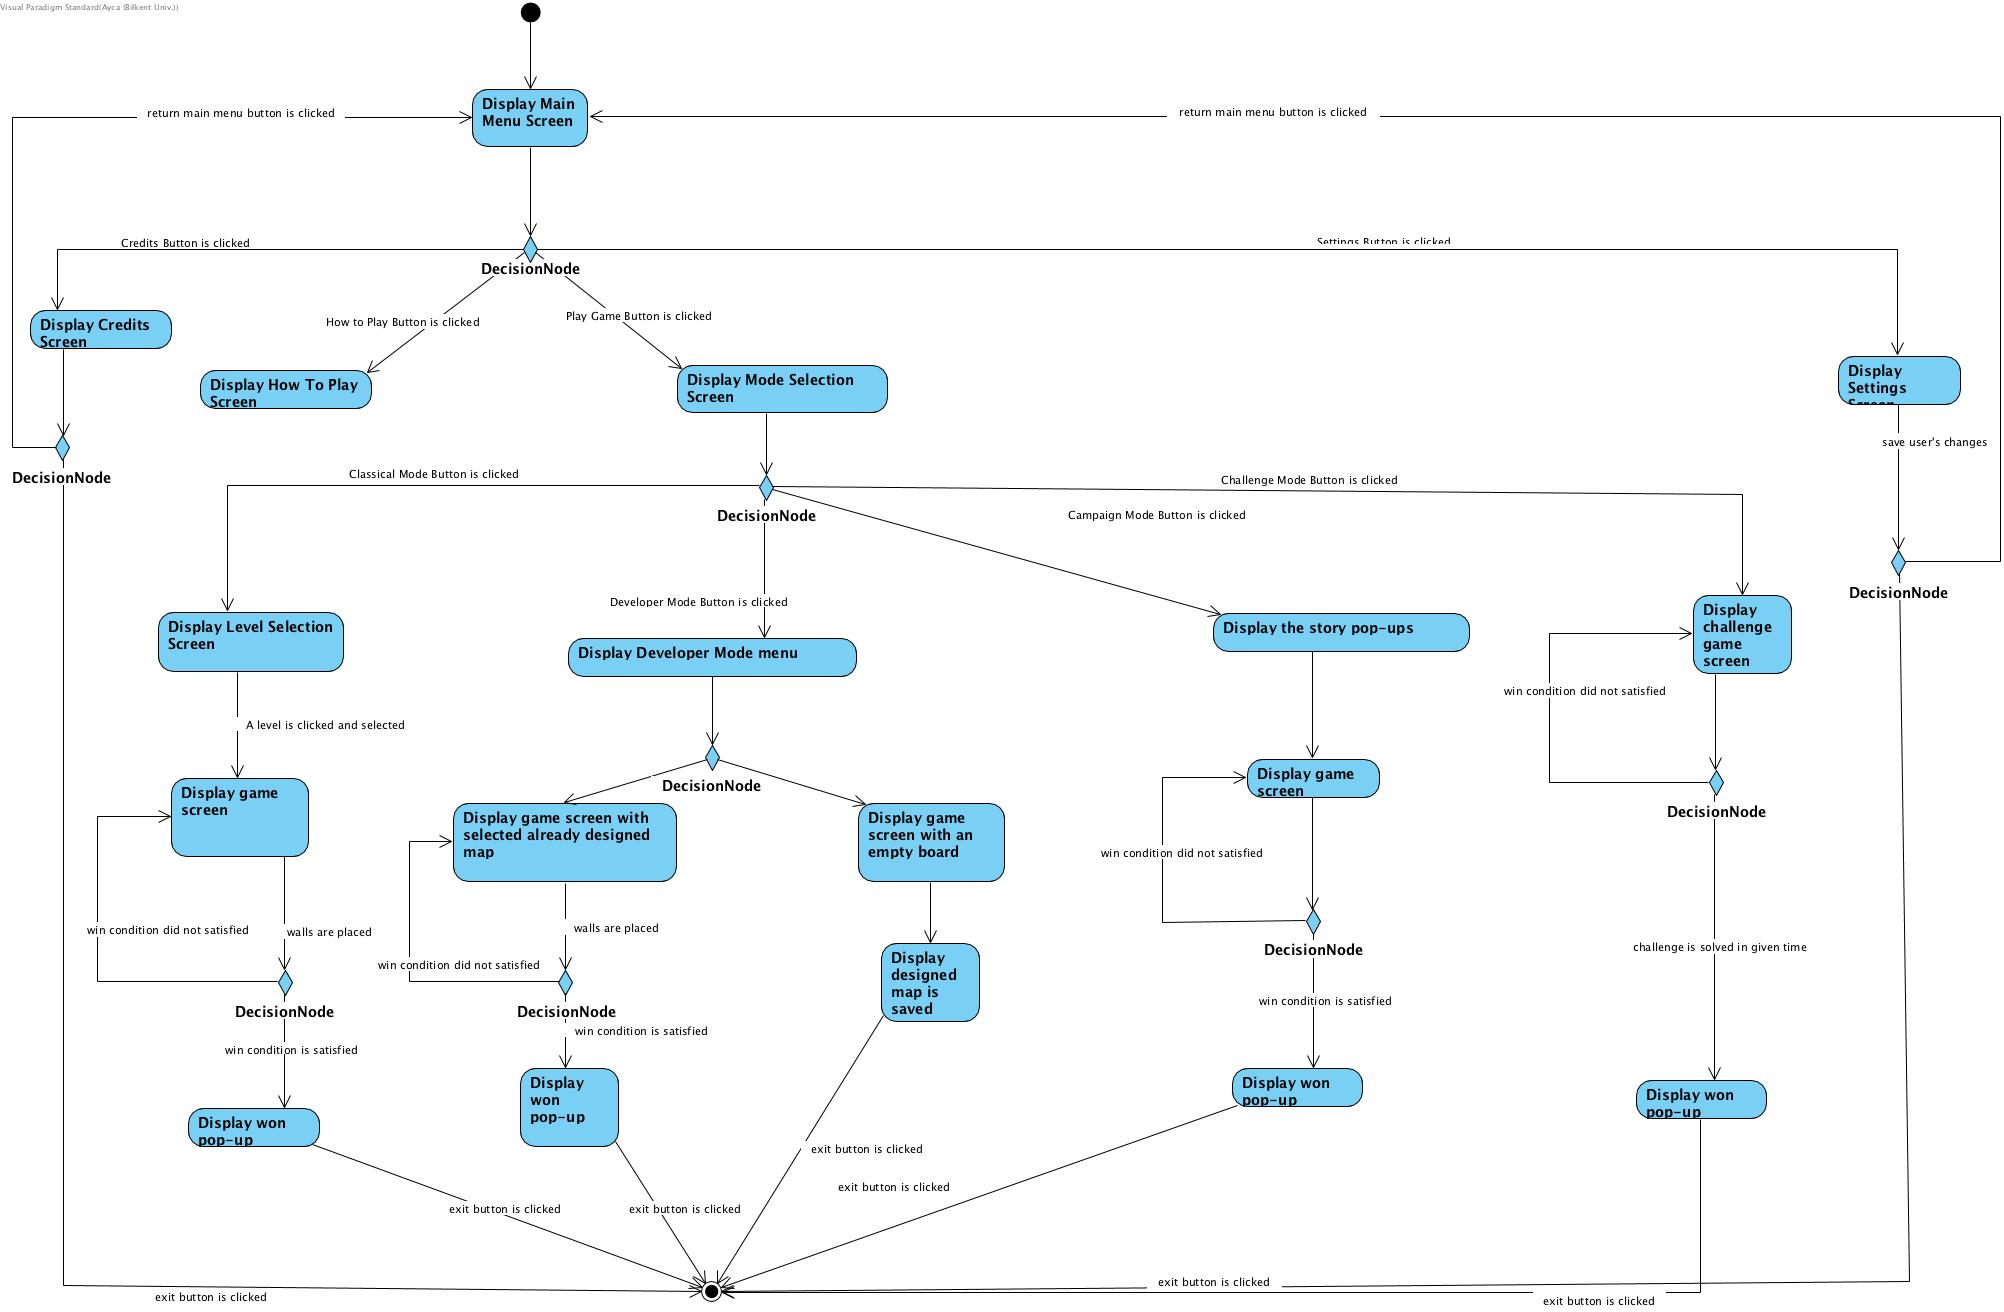 Visual Paradigm Standard(Ayca (Bilkent Univ.))
Display Main
Menu Screen
return main menu button is clicked
return main menu button is clicked
Credits Button is clicked
Settings Button is clicked
DecisionNode
How to Play Button is clicked
Play Game Button is clicked
Display Credits
Screen
Display How To Play
Screen
Display Mode Selection
Screen
Display
Settings
Screen
save user's changes
DecisionNode
Classical Mode Button is clicked
Challenge Mode Button is clicked
DecisionNode
Campaign Mode Button is clicked
DecisionNode
Developer Mode Button is clicked
Display Level Selection
Screen
Display Developer Mode menu
Display the story pop-ups
Display
challenge
game
screen
win condition did not satisfied
A level is clicked and selected
DecisionNode
Display game
screen
Display game screen with
selected already designed
map
Display game
screen with an
empty board
Display game
screen
DecisionNode
win condition did not satisfied
win condition did not satisfied
walls are placed
win condition did not satisfied
walls are placed
Display
designed
map is
saved
DecisionNode
challenge is solved in given time
DecisionNode
DecisionNode
win condition is satisfied
win condition is satisfied
win condition is satisfied
Display won
pop-up
Display
won
pop-up
Display won
pop-up
Display won
pop-up
exit button is clicked
exit button is clicked
exit button is clicked
exit button is clicked
exit button is clicked
exit button is clicked
exit button is clicked